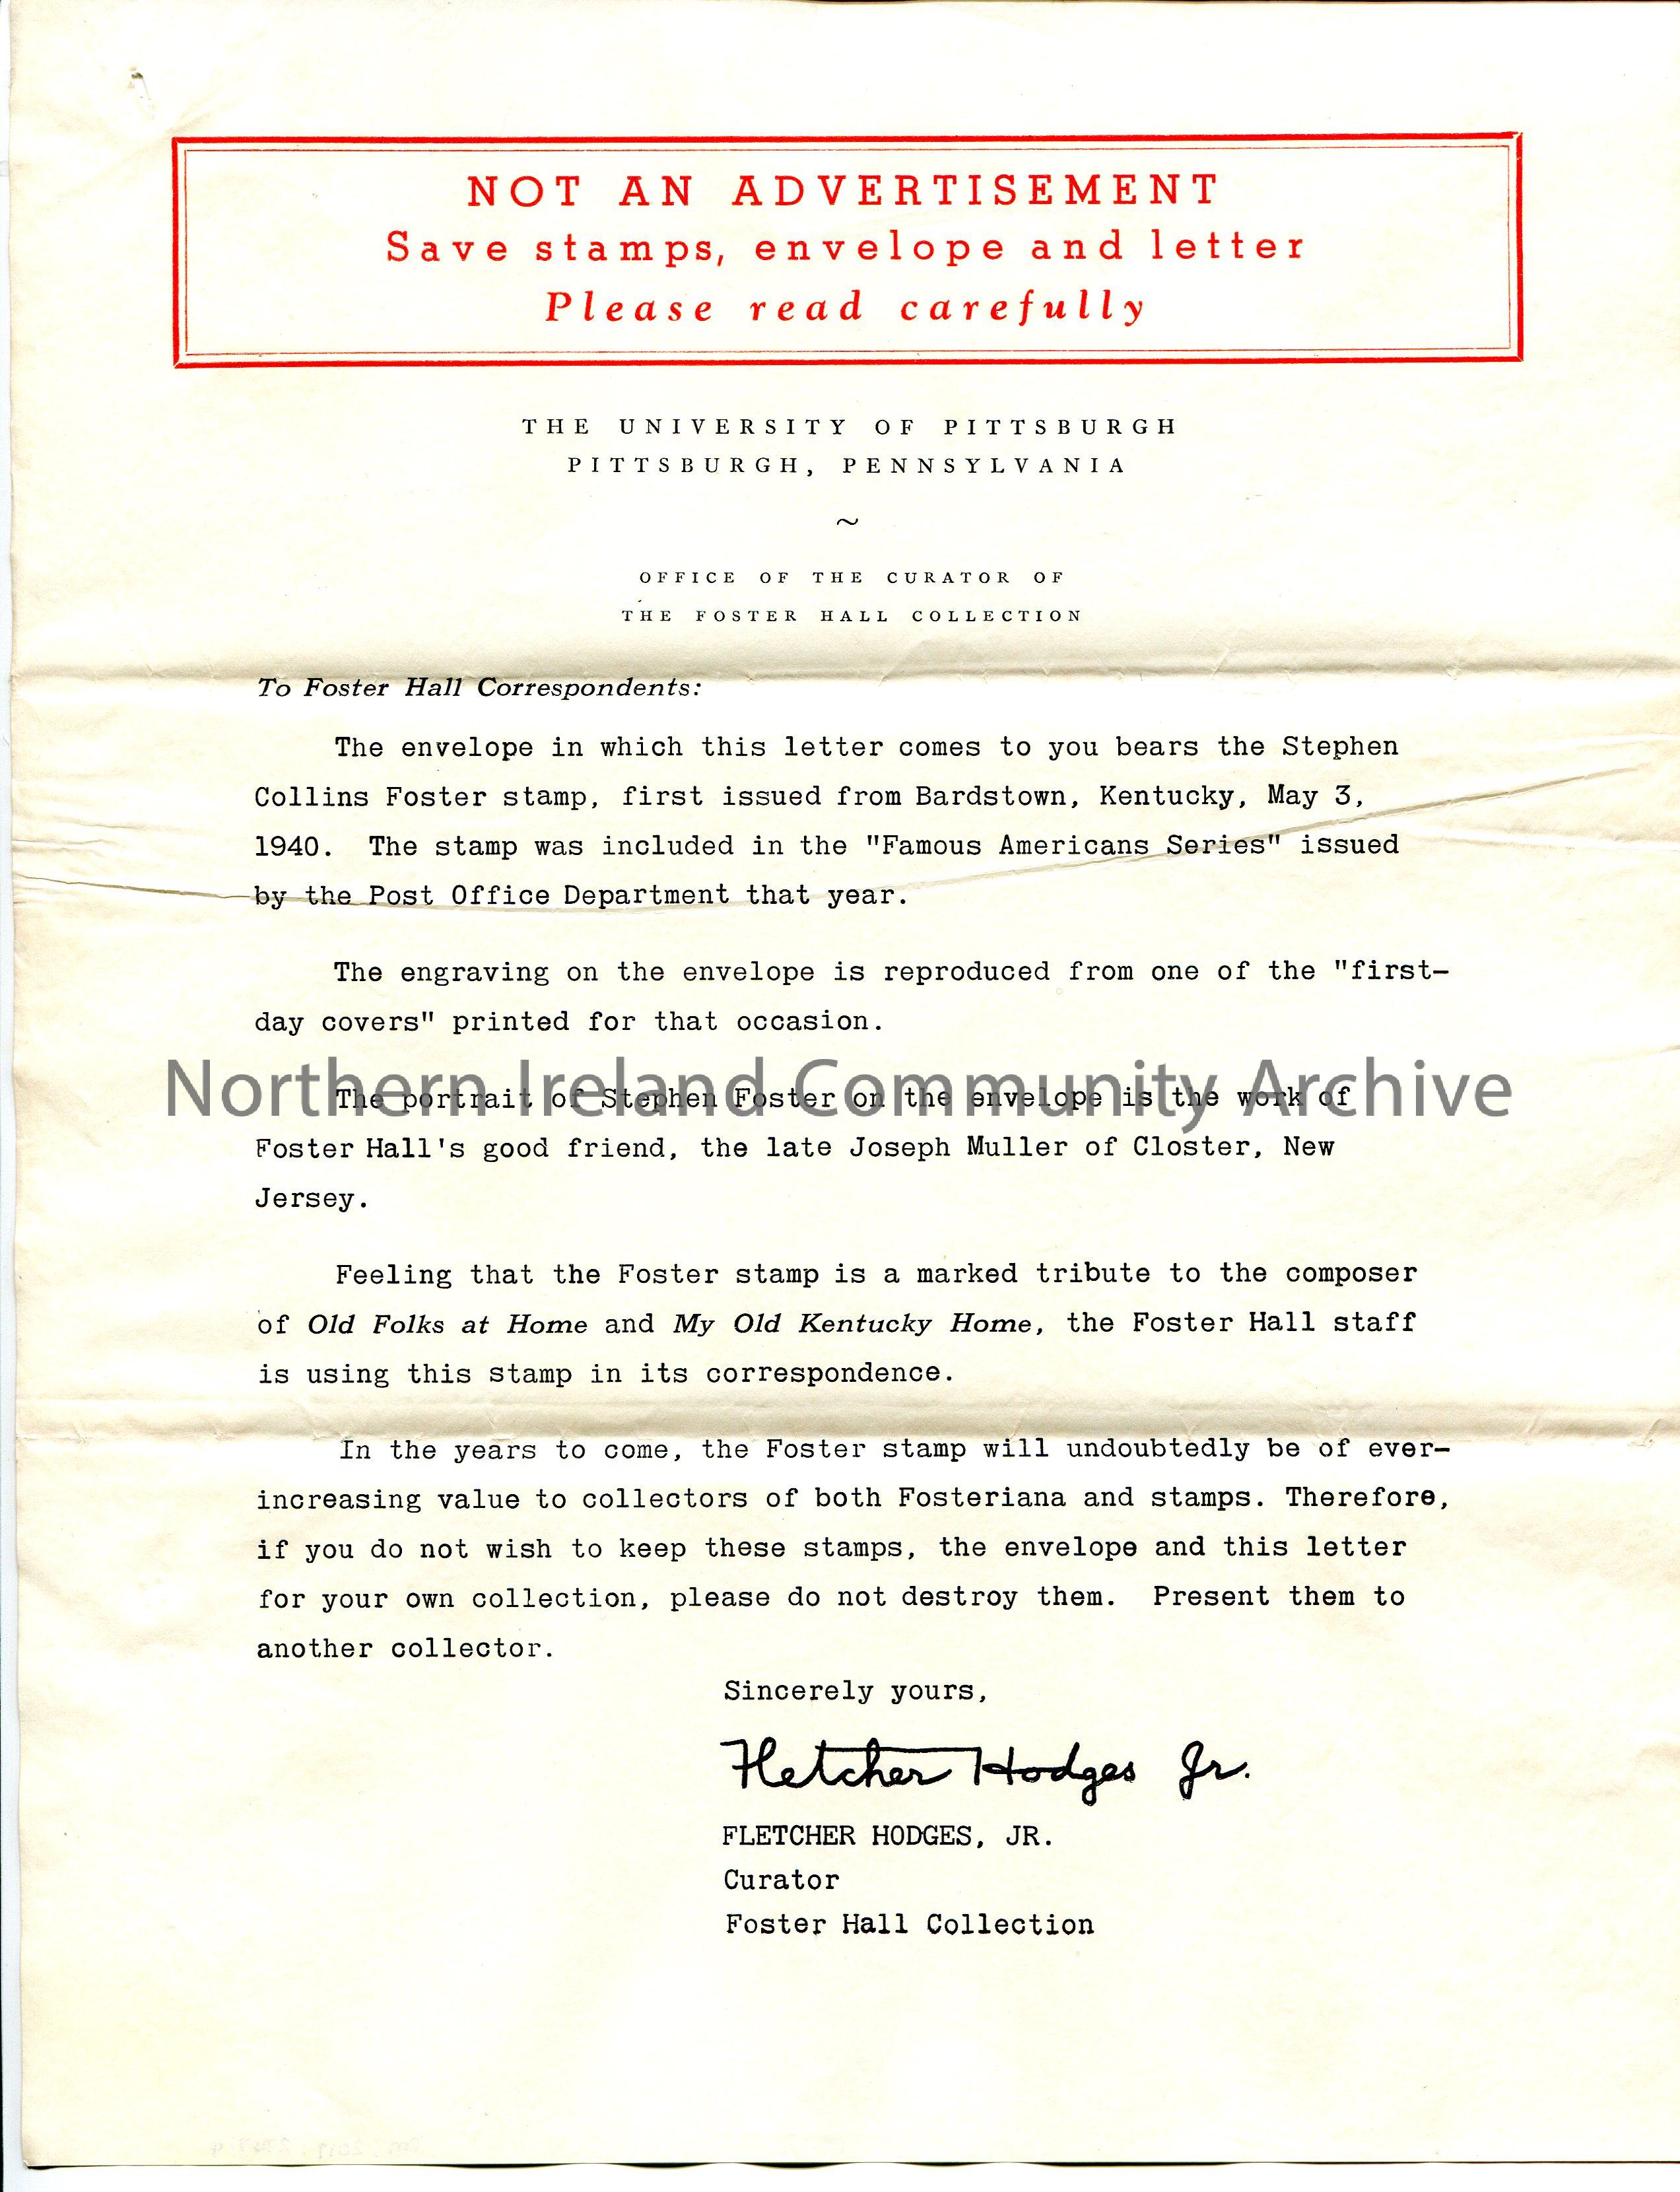 NOT AN ADVERTISEMENT
Save stamps, envelope and letter
Please read carefully
THE UNIVERSITY OF PITTSBURGH
PITTSBURGH, PENNSYLVANIA
~
OFFICE OF THE CURATOR OF
THE FOSTER HALL COLLECTION
To Foster Hall Correspondents:
The envelope in which this letter comes to you bears the Stephen
Collins Foster stamp, first issued from Bardstown, Kentucky, May 3,
1940. The stamp was included in the "Famous Americans Series" issued
by the Post Office Department that year.
The engraving on the envelope is reproduced from one of the "first-
day covers" printed for that occasion.
Northern Ireland Community Archive
The portrait of Stephen Foster on the envelope is the work of
Foster Hall's good friend, the late Joseph Muller of Closter, New
Jersey.
Feeling that the Foster stamp is a marked tribute to the composer
of Old Folks at Home and My Old Kentucky Home, the Foster Hall staff
is using this stamp in its correspondence.
In the years to come, the Foster stamp will undoubtedly be of ever-
increasing value to collectors of both Fosteriana and stamps. Therefore,
if you do not wish to keep these stamps, the envelope and this letter
for your own collection, please do not destroy them. Present them to
another collector.
Sincerely yours,
Fletcher Hodges Jr.
FLETCHER HODGES, JR.
Curator
Foster Hall Collection